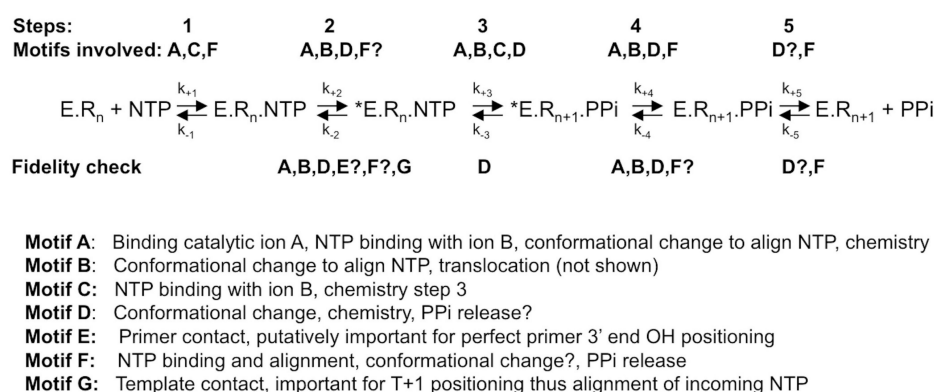 Steps: 1 2 3 4 5
Motifs involved: A,C,F A,B,D,F? A,B,C,D A,B,D,F D?,F
k+1 k+2 k+3 k+4 k+5
E.Rn + NTP E.Rn.NTP *E.Rn.NTP *E.Rn+1.PPi E.Rn+1.PPi E.Rn+1 + PPi
k-1 k-2 k-3 k-4 k-5
Fidelity check A,B,D,E?,F?,G D A,B,D,F? D?,F
Motif A: Binding catalytic ion A, NTP binding with ion B, conformational change to align NTP, chemistry
Motif B: Conformational change to align NTP, translocation (not shown)
Motif C: NTP binding with ion B, chemistry step 3
Motif D: Conformational change, chemistry, PPi release?
Motif E: Primer contact, putatively important for perfect primer 3' end OH positioning
Motif F: NTP binding and alignment, conformational change?, PPi release
Motif G: Template contact, important for T+1 positioning thus alignment of incoming NTP